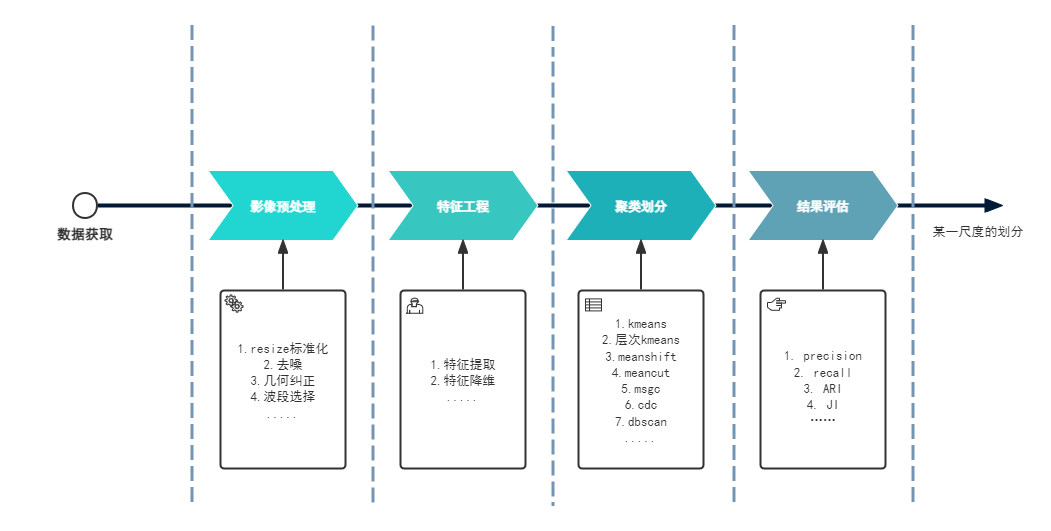 影像预处理
特征工程
聚类划分
结果评估
数据获取
某一尺度的划分
1.resize标准化
2.去噪
3.几何纠正
4.波段选择
.....
1.特征提取
2.特征降维
.....
1.kmeans
2.层次kmeans
3.meanshift
4.meancut
5.msgc
6.cdc
7.dbscan
.....
1. precision
2. recall
3. ARI
4. JI
……